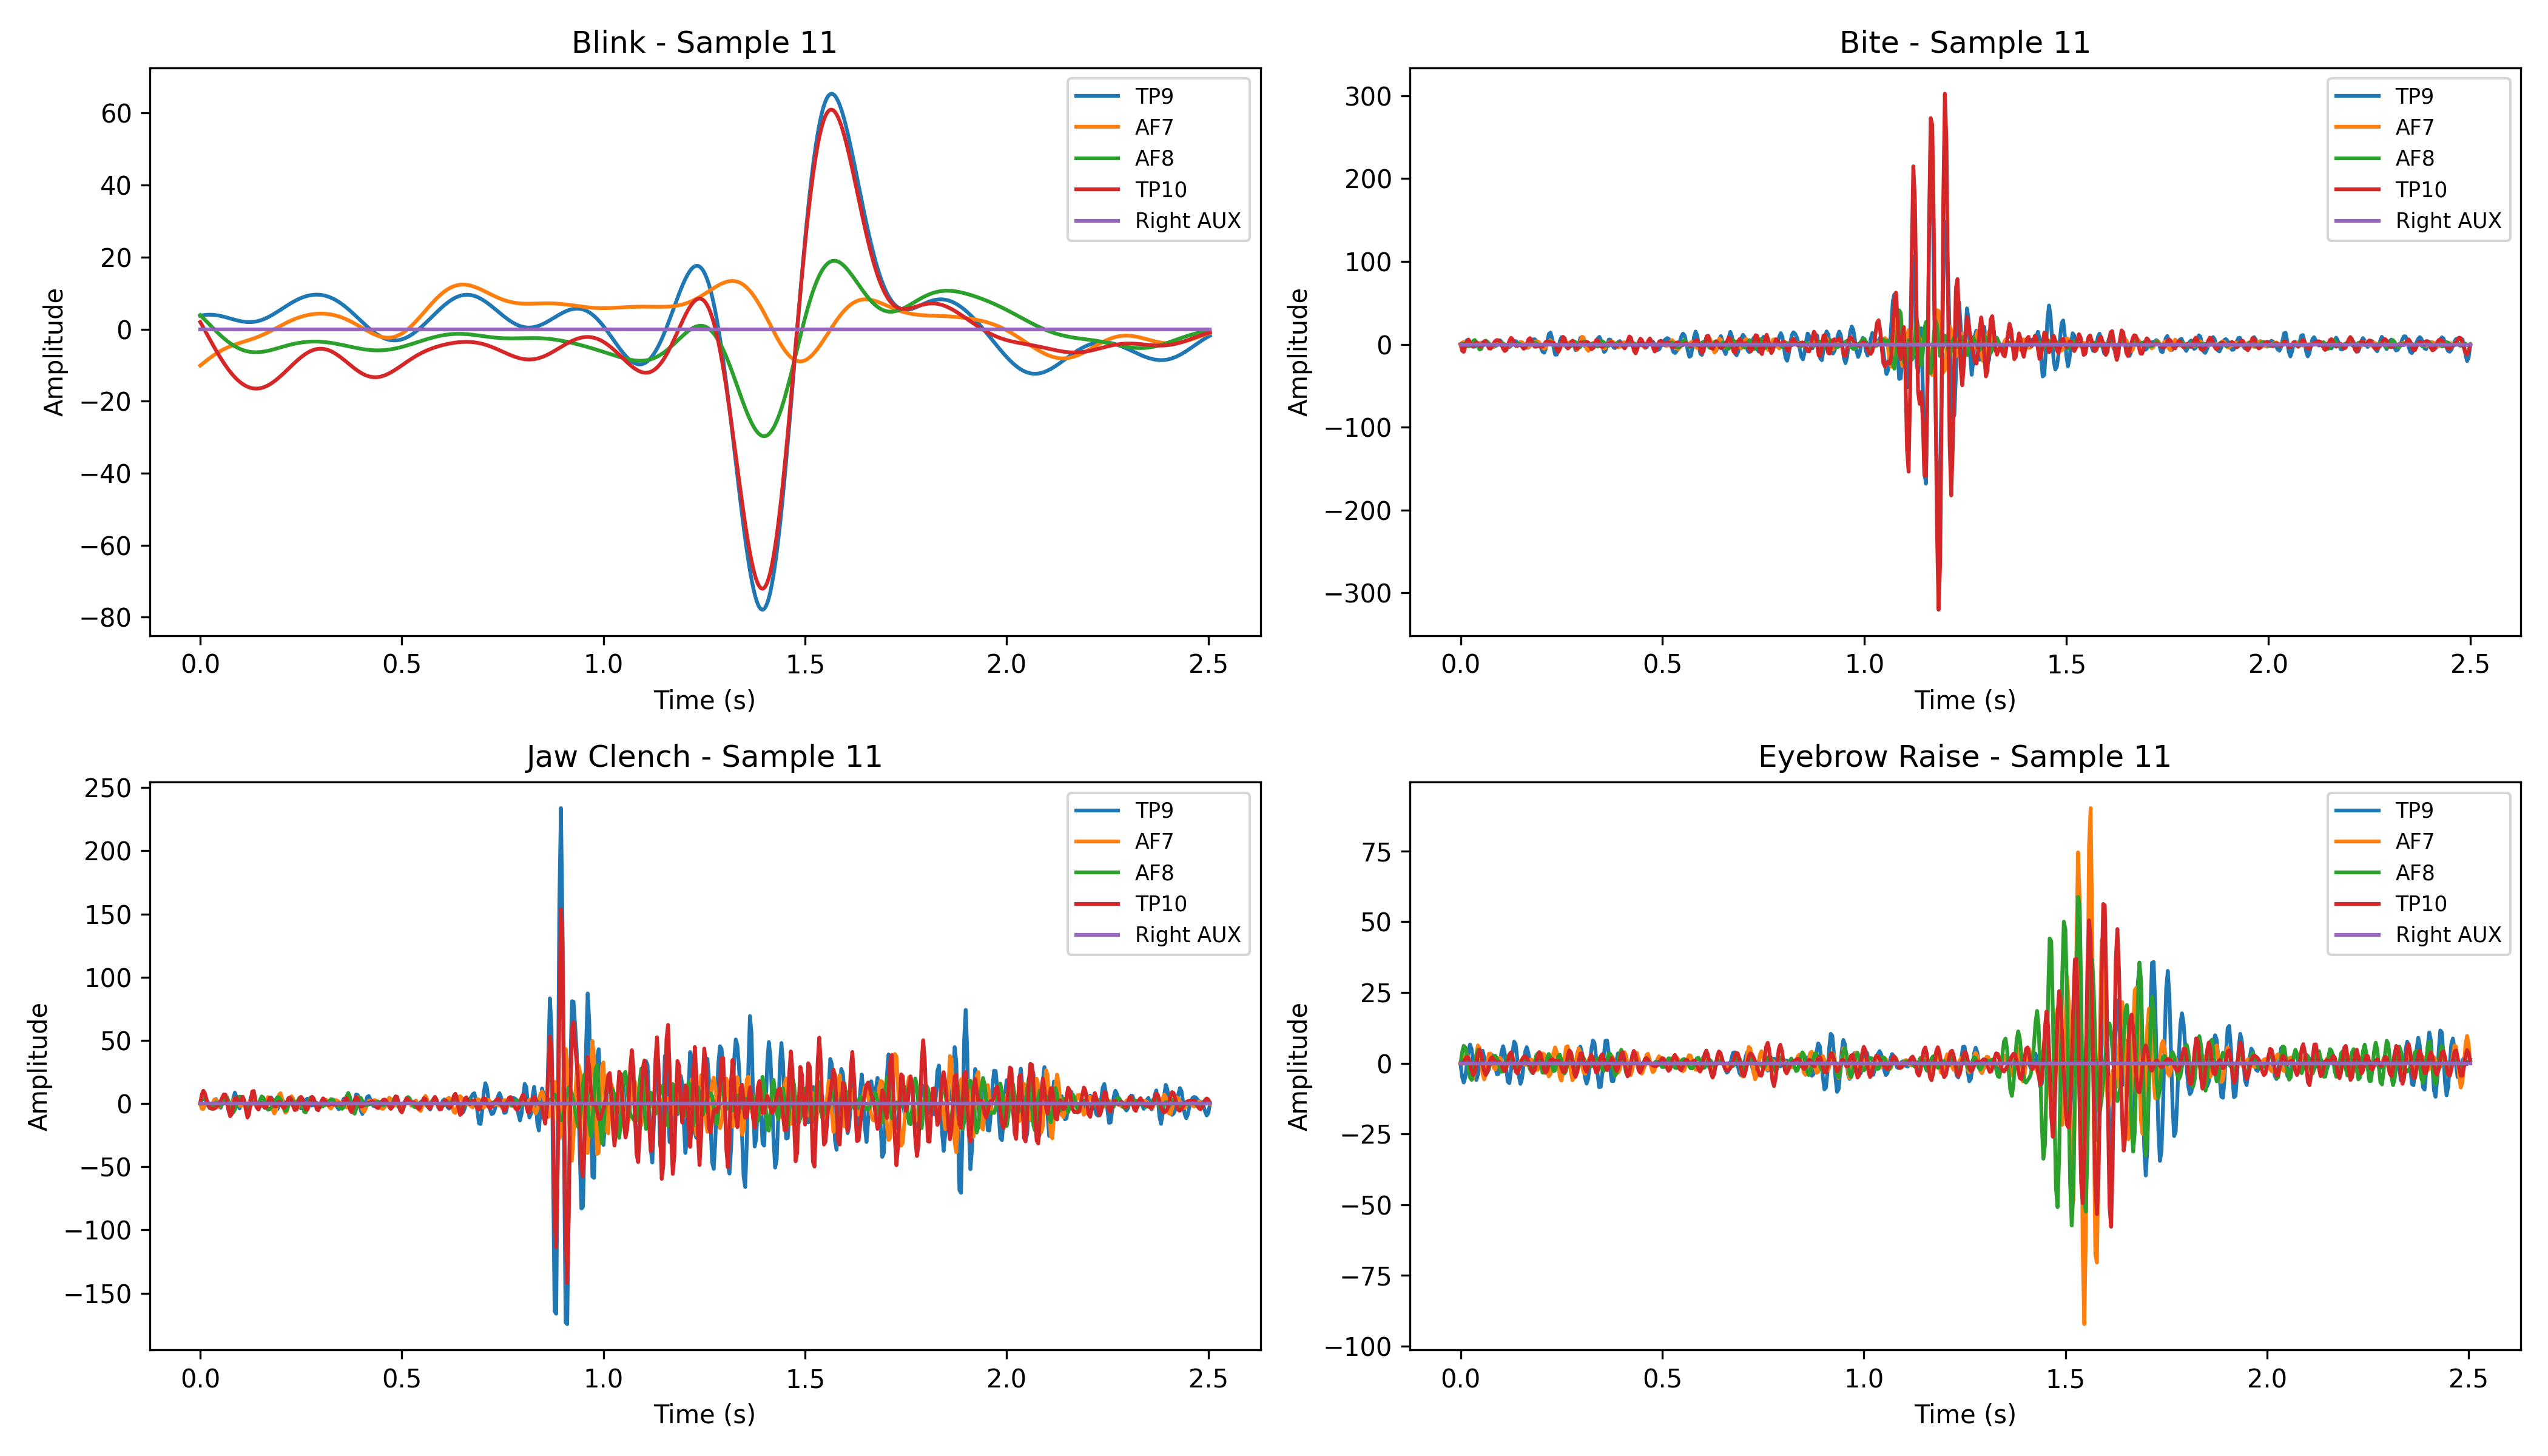 Blink - Sample 11
Amplitude
60
40
20
0
−20
−40
−60
−80
TP9
AF7
AF8
TP10
Right AUX
0.0 0.5 1.0 1.5 2.0 2.5
Time (s)
Bite - Sample 11
Amplitude
300
200
100
0
−100
−200
−300
TP9
AF7
AF8
TP10
Right AUX
0.0 0.5 1.0 1.5 2.0 2.5
Time (s)
Jaw Clench - Sample 11
Amplitude
250
200
150
100
50
0
−50
−100
−150
TP9
AF7
AF8
TP10
Right AUX
0.0 0.5 1.0 1.5 2.0 2.5
Time (s)
Eyebrow Raise - Sample 11
Amplitude
75
50
25
0
−25
−50
−75
−100
TP9
AF7
AF8
TP10
Right AUX
0.0 0.5 1.0 1.5 2.0 2.5
Time (s)